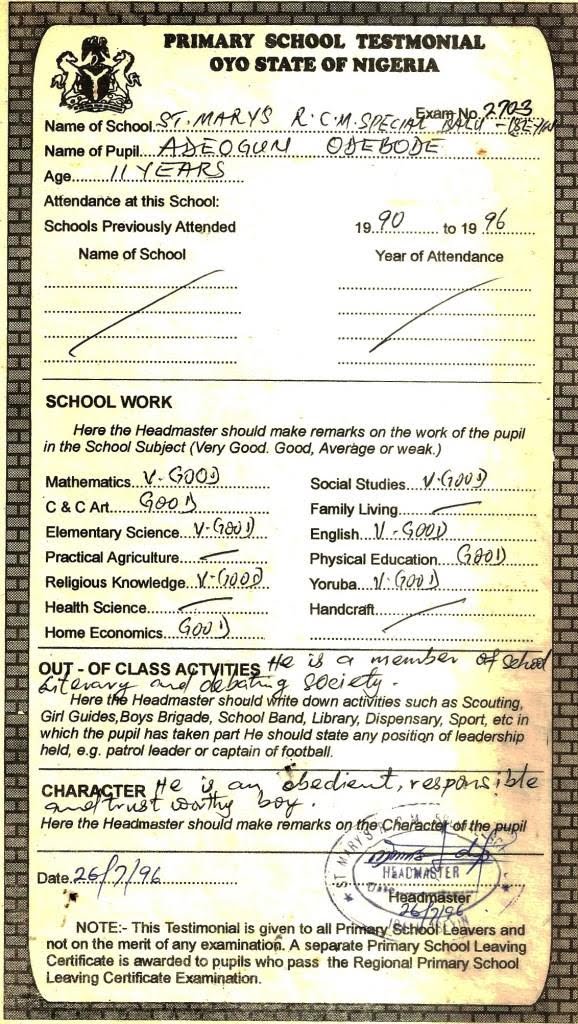 PRIMARY SCHOOL TESTMONIAL
OYO STATE OF NIGERIA
Exam No. 2703
Name of School. ST. MARYS R.C.M. SPECIAL
Name of Pupil. ADEOGUN ODEBODE
Age 11 YEARS
Attendance at this School:
Schools Previously Attended 19 90 to 19 96
Name of School Year of Attendance
SCHOOL WORK
Here the Headmaster should make remarks on the work of the pupil
in the School Subject (Very Good. Good, Average or weak.)
Mathematics V-GOOD Social Studies V.GOOD
C & C Art GOOD Family Living
Elementary Science V-GOOD English V-GOOD
Practical Agriculture Physical Education GOOD
Religious Knowledge V-GOOD Yoruba V-GOOD
Health Science Handcraft
Home Economics GOOD
OUT - OF CLASS ACTVITIES He is a member of School
Literary and debating Society.
Here the Headmaster should write down activities such as Scouting,
Girl Guides,Boys Brigade, School Band, Library, Dispensary, Sport, etc in
which the pupil has taken part He should state any position of leadership
held, e.g. patrol leader or captain of football.
CHARACTER He is an obedient, responsible
and trust worthy boy.
Here the Headmaster should make remarks on the Character of the pupil
ST MARY'S R.C.M.
HEADMASTER
Date 26/7/96
Headmaster
26/7/96
NOTE:- This Testimonial is given to all Primary School Leavers and
not on the merit of any examination. A separate Primary School Leaving
Certificate is awarded to pupils who pass the Regional Primary School
Leaving Certificate Examination.